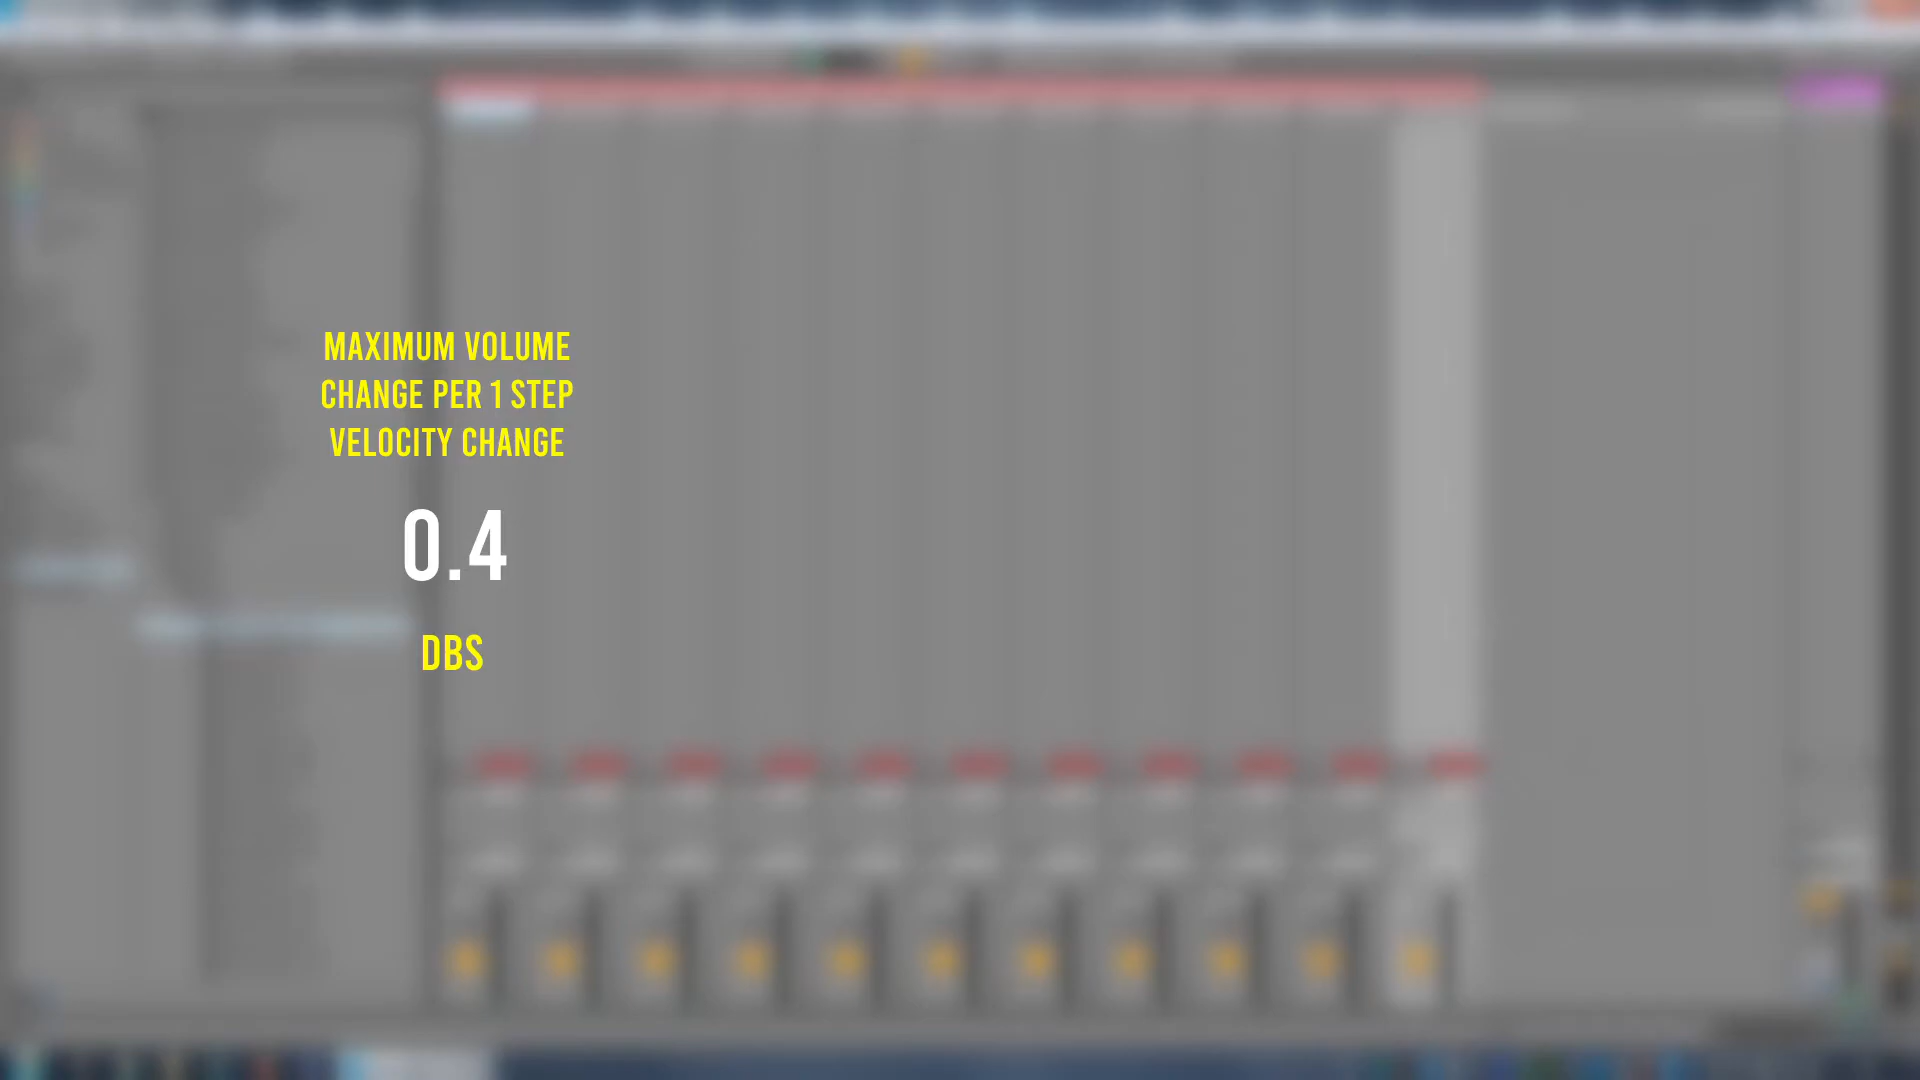 MAXIMUM VOLUME
CHANGE PER 1 STEP
VELOCITY CHANGE
0.4
DBS